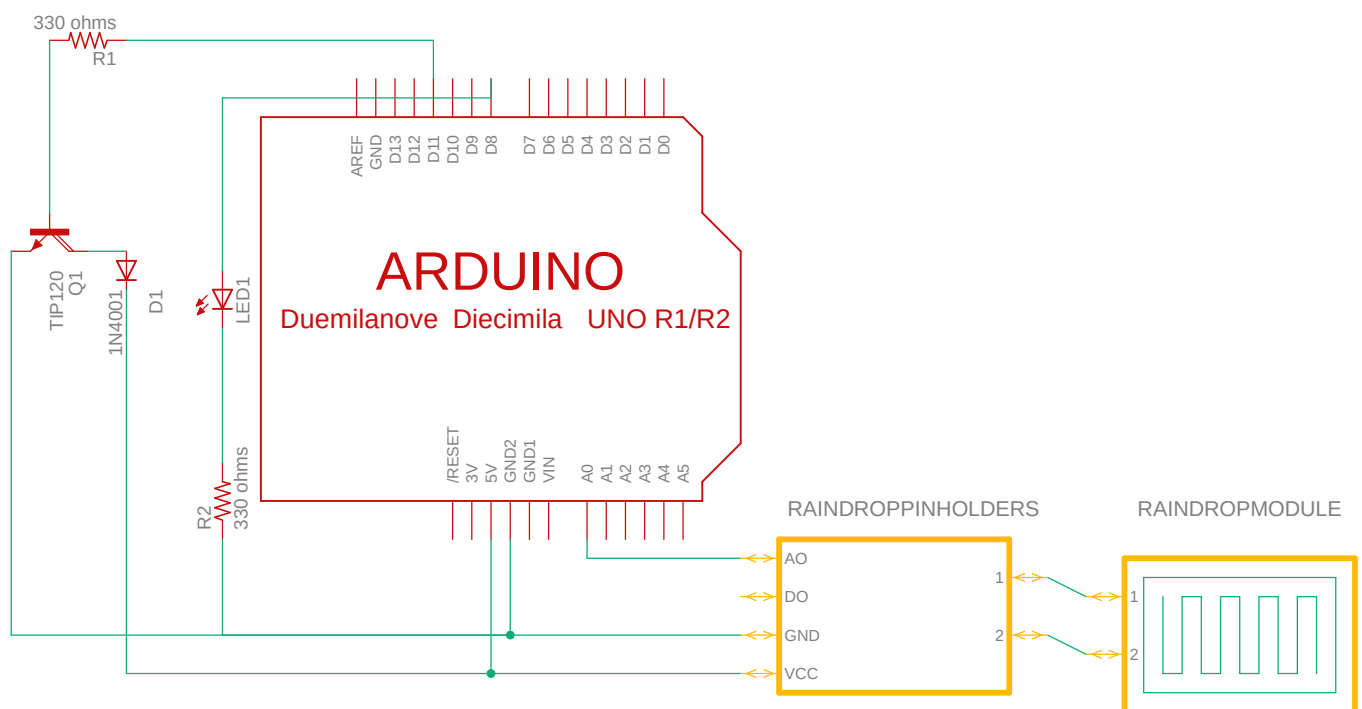 330 ohms
R1
AREF
GND
D13
D12
D11
D10
D9
D8
D7
D6
D5
D4
D3
D2
D1
D0
ARDUINO
Duemilanove Diecimila UNO R1/R2
TIP120
Q1
1N4001
D1
LED1
R2
330 ohms
/RESET
3V
5V
GND2
GND1
VIN
A0
A1
A2
A3
A4
A5
RAINDROPPINHOLDERS
AO
DO
GND
VCC
1
2
RAINDROPMODULE
1
2